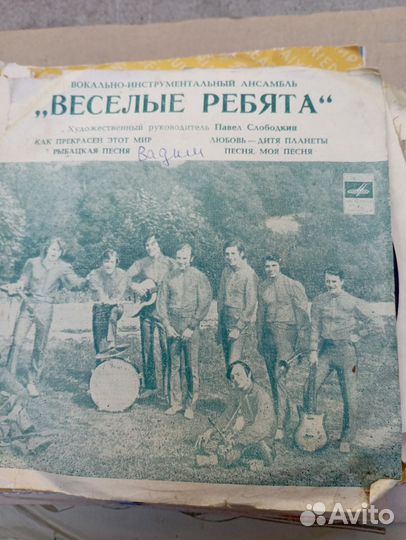 ВОКАЛЬНО-ИНСТРУМЕНТАЛЬНЫЙ АНСАМБЛЬ
„ВЕСЕЛЫЕ РЕБЯТА“
Художественный руководитель Павел Слободкин
КАК ПРЕКРАСЕН ЭТОТ МИР ЛЮБОВЬ — ДИТЯ ПЛАНЕТЫ
РЫБАЦКАЯ ПЕСНЯ Вадим ПЕСНЯ, МОЯ ПЕСНЯ
Avito